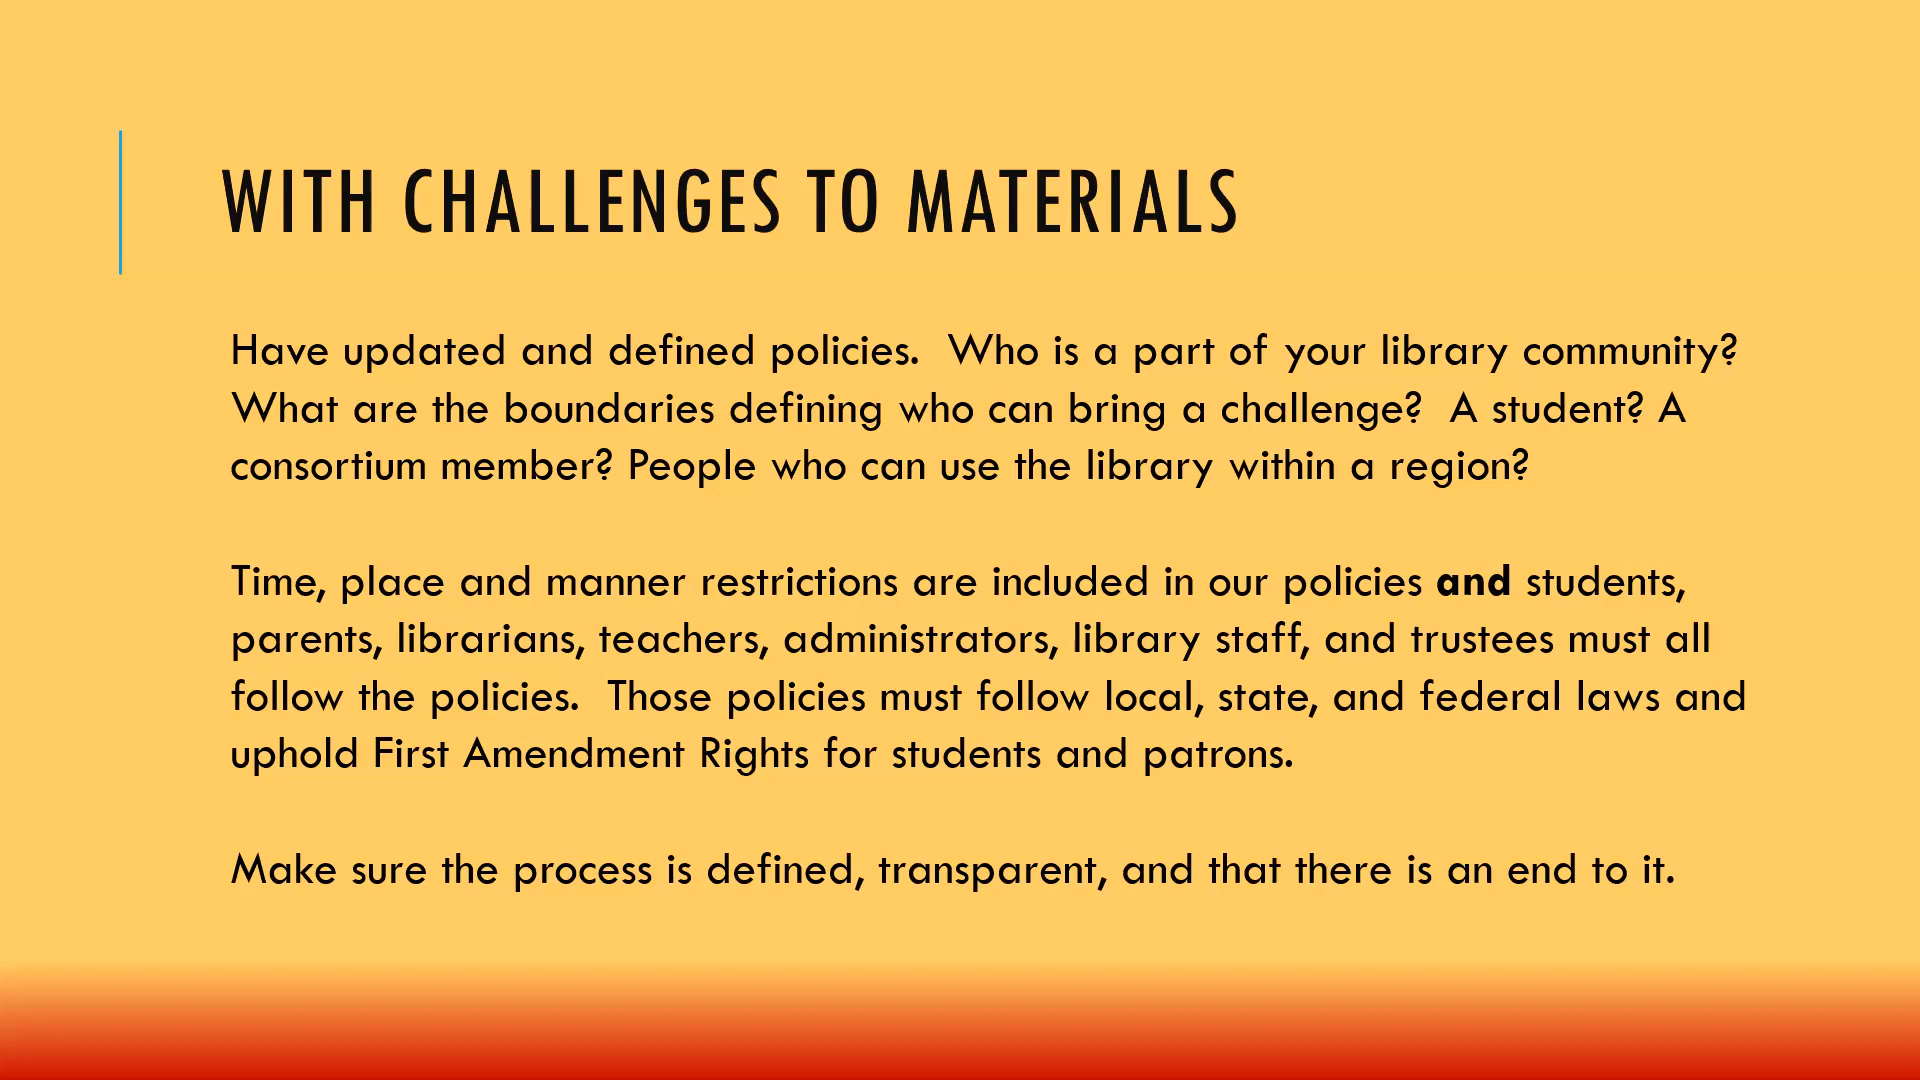 WITH CHALLENGES TO MATERIALS
Have updated and defined policies.  Who is a part of your library community?
What are the boundaries defining who can bring a challenge?  A student? A
consortium member? People who can use the library within a region?
Time, place and manner restrictions are included in our policies and students,
parents, librarians, teachers, administrators, library staff, and trustees must all
follow the policies.  Those policies must follow local, state, and federal laws and
uphold First Amendment Rights for students and patrons.
Make sure the process is defined, transparent, and that there is an end to it.